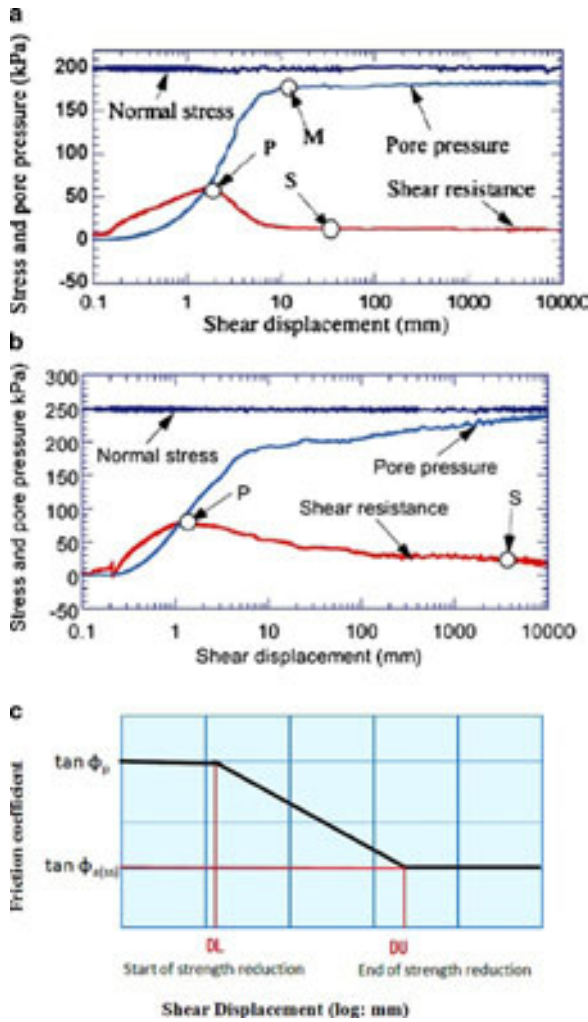 a
Stress and pore pressure (kPa)
200
150
100
50
0
-50
Normal stress
P
M
S
Pore pressure
Shear resistance
0.1 1 10 100 1000 10000
Shear displacement (mm)
b
Stress and pore pressure kPa)
300
250
200
150
100
50
0
-50
Normal stress
P
Pore pressure
Shear resistance
S
0.1 1 10 100 1000 10000
Shear displacement (mm)
c
Friction coefficient
tan ϕp
tan ϕs(ss)
DL DU
Start of strength reduction End of strength reduction
Shear Displacement (log: mm)